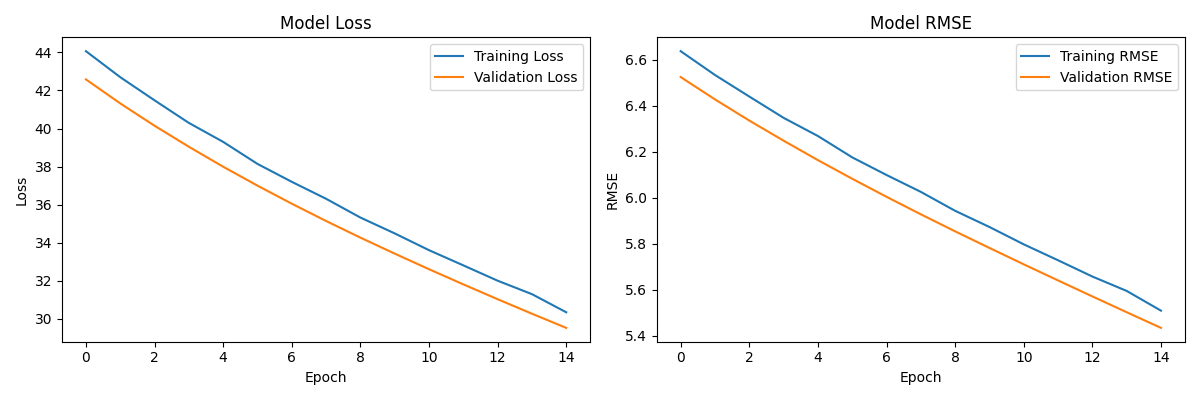 Model Loss
44
42
40
38
36
34
32
30
Loss
Training Loss
Validation Loss
0 2 4 6 8 10 12 14
Epoch
Model RMSE
6.6
6.4
6.2
6.0
5.8
5.6
5.4
RMSE
Training RMSE
Validation RMSE
0 2 4 6 8 10 12 14
Epoch